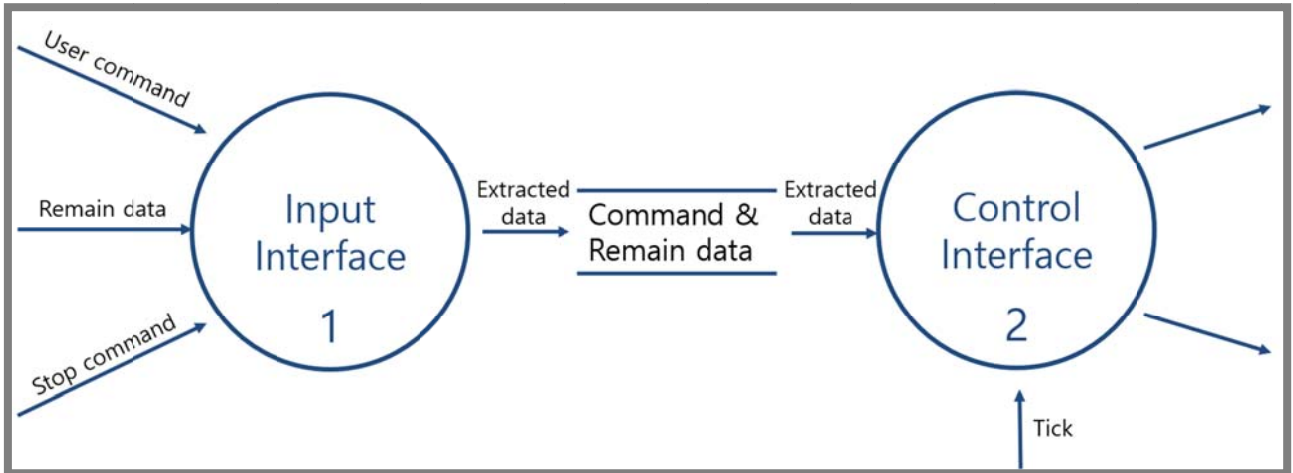 User command
Remain data
Stop command
Input
Interface
1
Extracted
data
Command &
Remain data
Extracted
data
Control
Interface
2
Tick